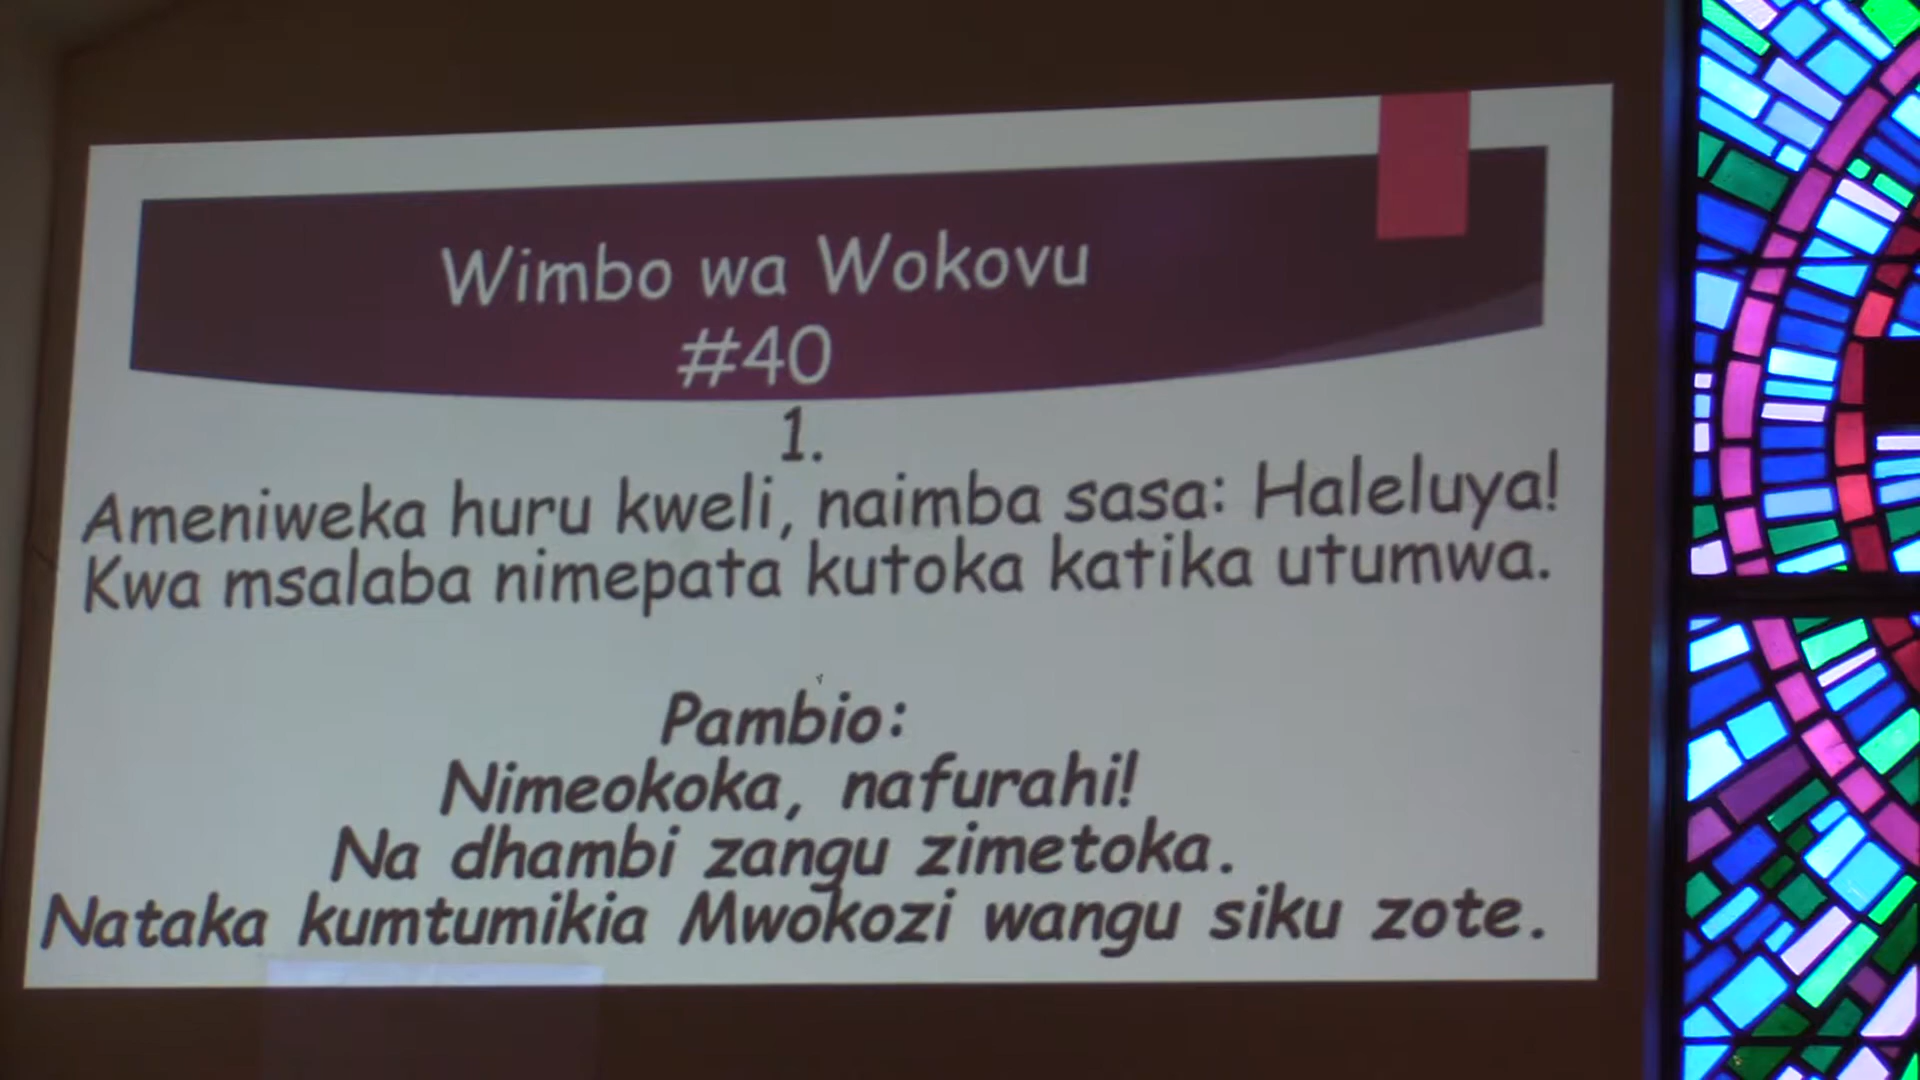 Wimbo wa Wokovu
#40
1.
Ameniweka huru kweli, naimba sasa: Haleluya!
Kwa msalaba nimepata kutoka katika utumwa.
Pambio:
Nimeokoka, nafurahi!
Na dhambi zangu zimetoka.
Nataka kumtumikia Mwokozi wangu siku zote.